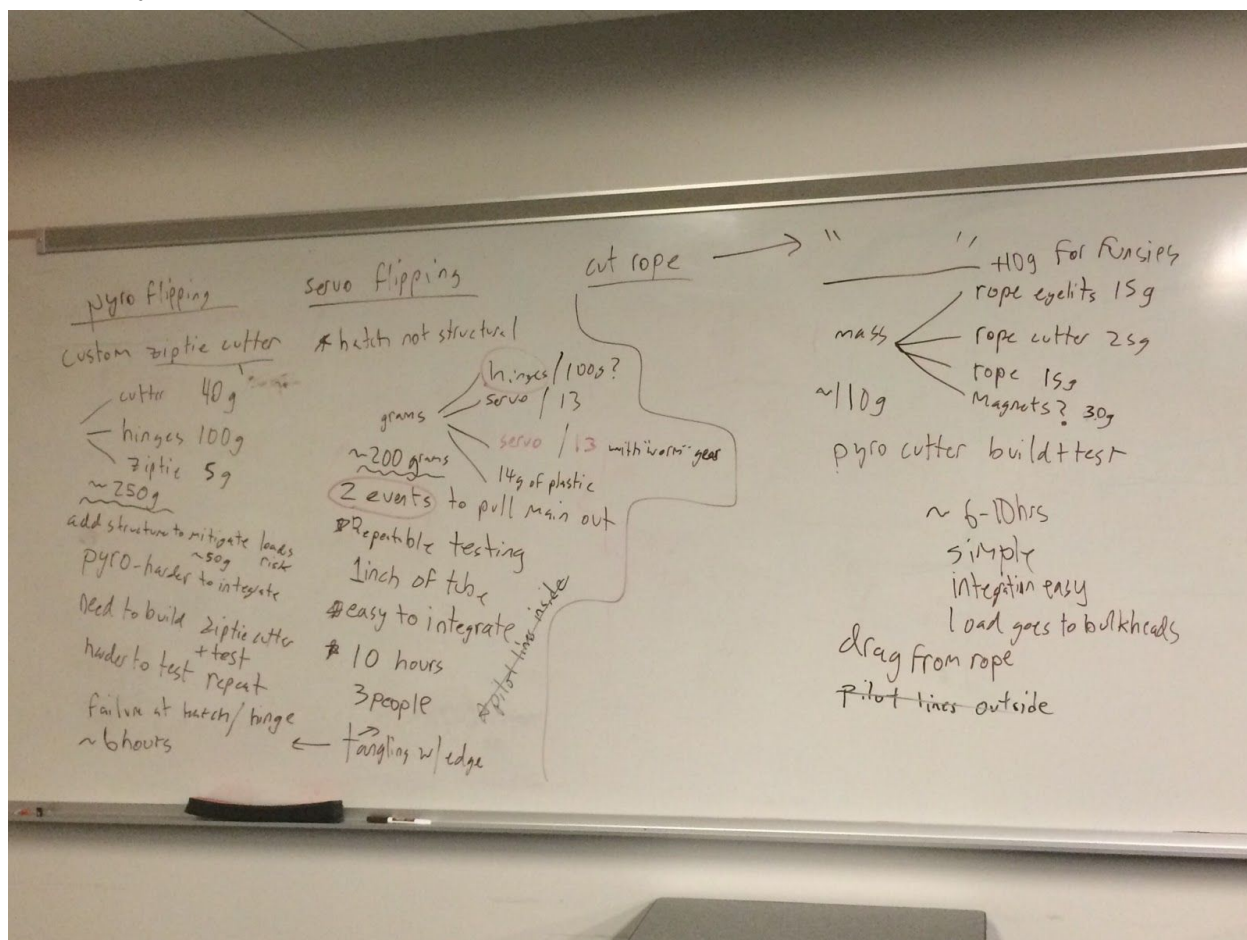 pyro flipping
custom ziptie cutter
cutter 40g
hinges 100g
ziptie 5g
~250g
add structure to mitigate loads
~50g risk
pyro-harder to integrate
need to build ziptie cutter
+ test
harder to test repeat
failure at hatch/hinge
~6hours
servo flipping
* hatch not structural
grams
hinges/100g?
servo / 13
servo / 13 with "worm" gear
14g of plastic
~200 grams
2 events to pull main out
* Repeatible testing
1inch of tube
* easy to integrate
* 10 hours
3people
← tangling w/edge
* pilot lines inside
cut rope →
" "
+10g for funsies
mass
rope eyelits 15g
rope cutter 25g
rope 15g
Magnets? 30g
~110g
pyro cutter build+test
~ 6-10hrs
simple
integration easy
load goes to bulkheads
drag from rope
pilot lines outside